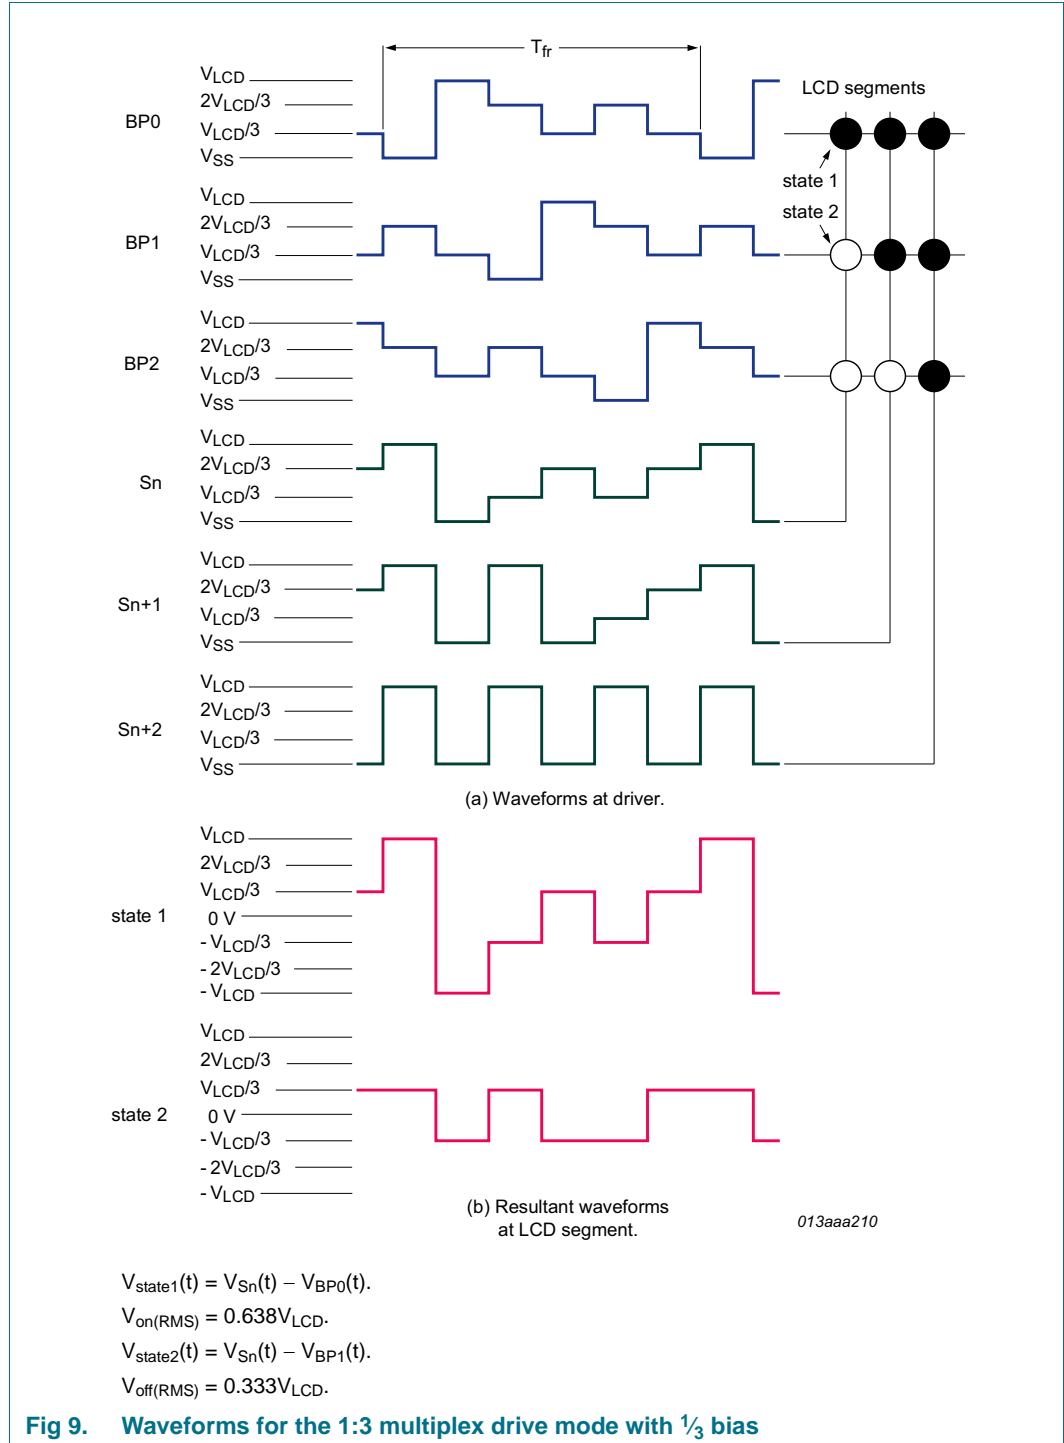 Tfr
VLCD
2VLCD/3
BP0
VLCD/3
VSS
LCD segments
state 1
VLCD
2VLCD/3
BP1
VLCD/3
VSS
state 2
VLCD
2VLCD/3
BP2
VLCD/3
VSS
VLCD
2VLCD/3
Sn
VLCD/3
VSS
VLCD
2VLCD/3
Sn+1
VLCD/3
VSS
VLCD
2VLCD/3
Sn+2
VLCD/3
VSS
(a) Waveforms at driver.
VLCD
2VLCD/3
VLCD/3
state 1
0 V
- VLCD/3
- 2VLCD/3
- VLCD
VLCD
2VLCD/3
VLCD/3
state 2
0 V
- VLCD/3
- 2VLCD/3
- VLCD
(b) Resultant waveforms
at LCD segment.
013aaa210
Vstate1(t) = VSn(t) − VBP0(t).
Von(RMS) = 0.638VLCD.
Vstate2(t) = VSn(t) − VBP1(t).
Voff(RMS) = 0.333VLCD.
Fig 9. Waveforms for the 1:3 multiplex drive mode with 1⁄3 bias